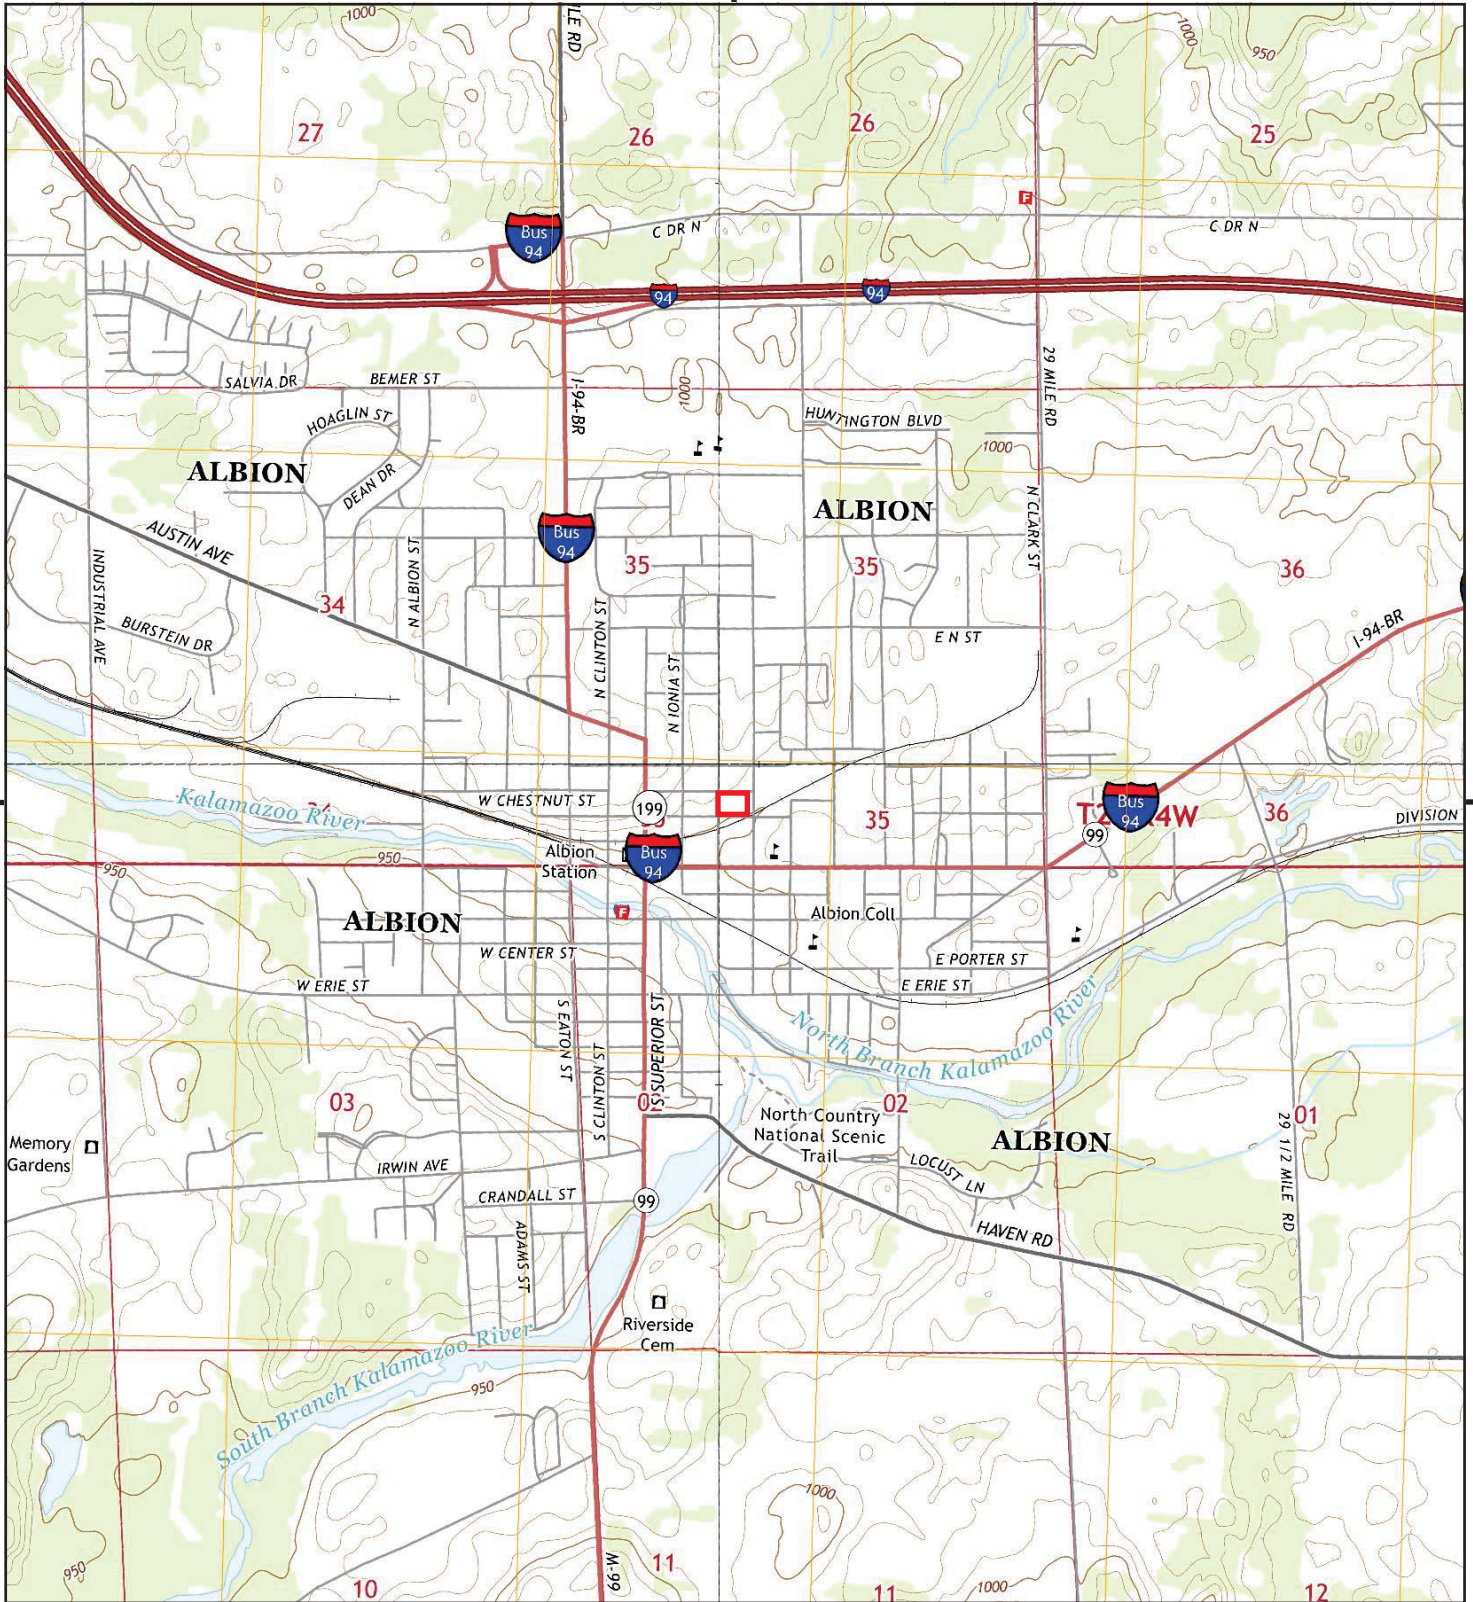 1000
ILE RD
1000
950
27
26
26
25
F
Bus
94
C DR N
C DR N
94
94
SALVIA DR
BEMER ST
I-94-BR
1000
29 MILE RD
HOAGLIN ST
HUNTINGTON BLVD
1000
ALBION
DEAN DR
ALBION
N CLARK ST
AUSTIN AVE
Bus
94
35
35
36
INDUSTRIAL AVE
N ALBION ST
34
BURSTEIN DR
N CLINTON ST
N IONIA ST
E N ST
I-94-BR
Kalamazoo River
W CHESTNUT ST
199
35
Bus
94
99
36
DIVISION
Albion
Station
Bus
94
950
950
F
ALBION
Albion Coll
W CENTER ST
E PORTER ST
W ERIE ST
E ERIE ST
S EATON ST
S CLINTON ST
S SUPERIOR ST
North Branch Kalamazoo River
03
02
01
Memory
Gardens
North Country
National Scenic
Trail
ALBION
29 1/2 MILE RD
IRWIN AVE
LOCUST LN
CRANDALL ST
99
ADAMS ST
HAVEN RD
Riverside
Cem
South Branch Kalamazoo River
950
1000
950
M-99
10
11
11
1000
12